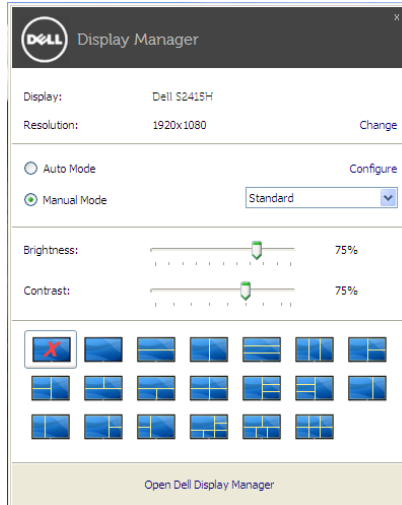 x
DELL Display Manager
Display: Dell S2415H
Resolution: 1920x1080 Change
Auto Mode Configure
Manual Mode Standard
Brightness: 75%
Contrast: 75%
Open Dell Display Manager